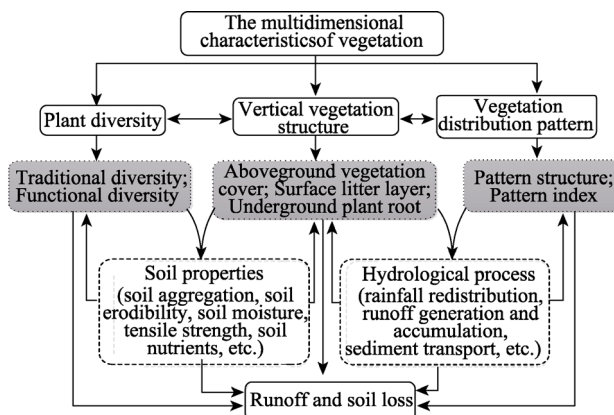 The multidimensional
characteristicsof vegetation
Plant diversity
Vertical vegetation
structure
Vegetation
distribution pattern
Traditional diversity;
Functional diversity
Aboveground vegetation
cover; Surface litter layer;
Underground plant root
Pattern structure;
Pattern index
Soil properties
(soil aggregation, soil
erodibility, soil moisture,
tensile strength, soil
nutrients, etc.)
Hydrological process
(rainfall redistribution,
runoff generation and
accumulation,
sediment transport, etc.)
Runoff and soil loss